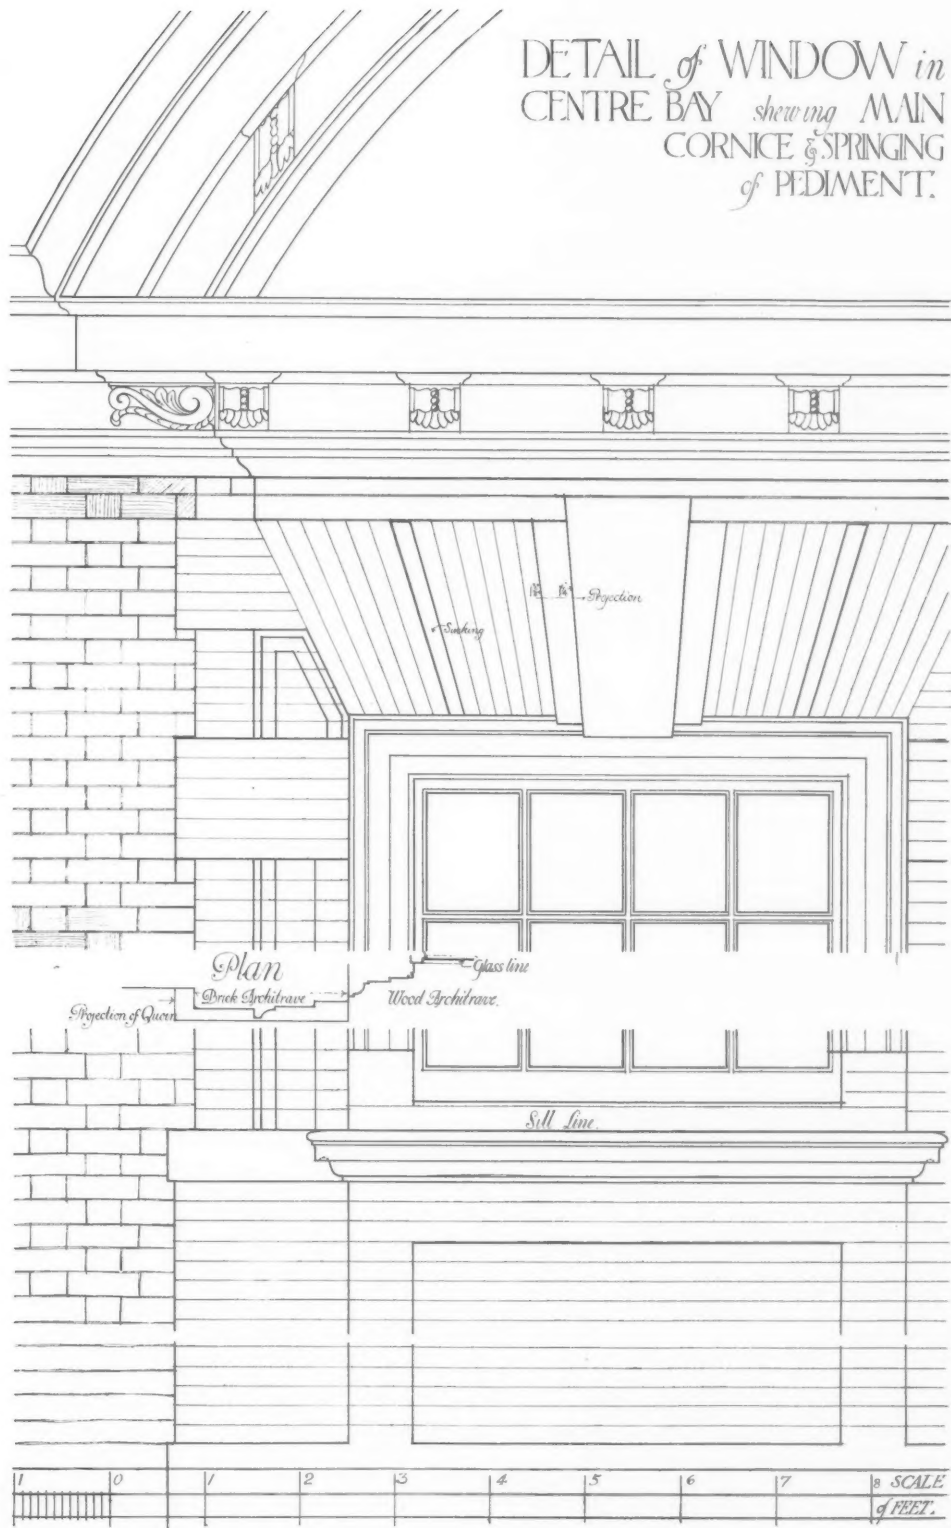 DETAIL of WINDOW in
CENTRE BAY shewing MAIN
CORNICE & SPRINGING
of PEDIMENT.
Projection
Sinking
Plan
Glass line
Brick Architrave
Wood Architrave.
Projection of Quoin
Sill Line.
1 0 1 2 3 4 5 6 7 8 SCALE
of FEET.